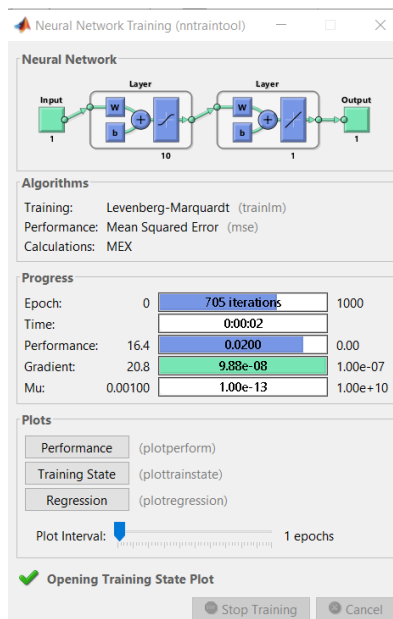 Neural Network Training (nntraintool)
Neural Network
Layer Layer
Input Output
W W
b b
1 10 1 1
Algorithms
Training: Levenberg-Marquardt (trainlm)
Performance: Mean Squared Error (mse)
Calculations: MEX
Progress
Epoch: 0 705 iterations 1000
Time: 0:00:02
Performance: 16.4 0.0200 0.00
Gradient: 20.8 9.88e-08 1.00e-07
Mu: 0.00100 1.00e-13 1.00e+10
Plots
Performance (plotperform)
Training State (plottrainstate)
Regression (plotregression)
Plot Interval: 1 epochs
Opening Training State Plot
Stop Training Cancel